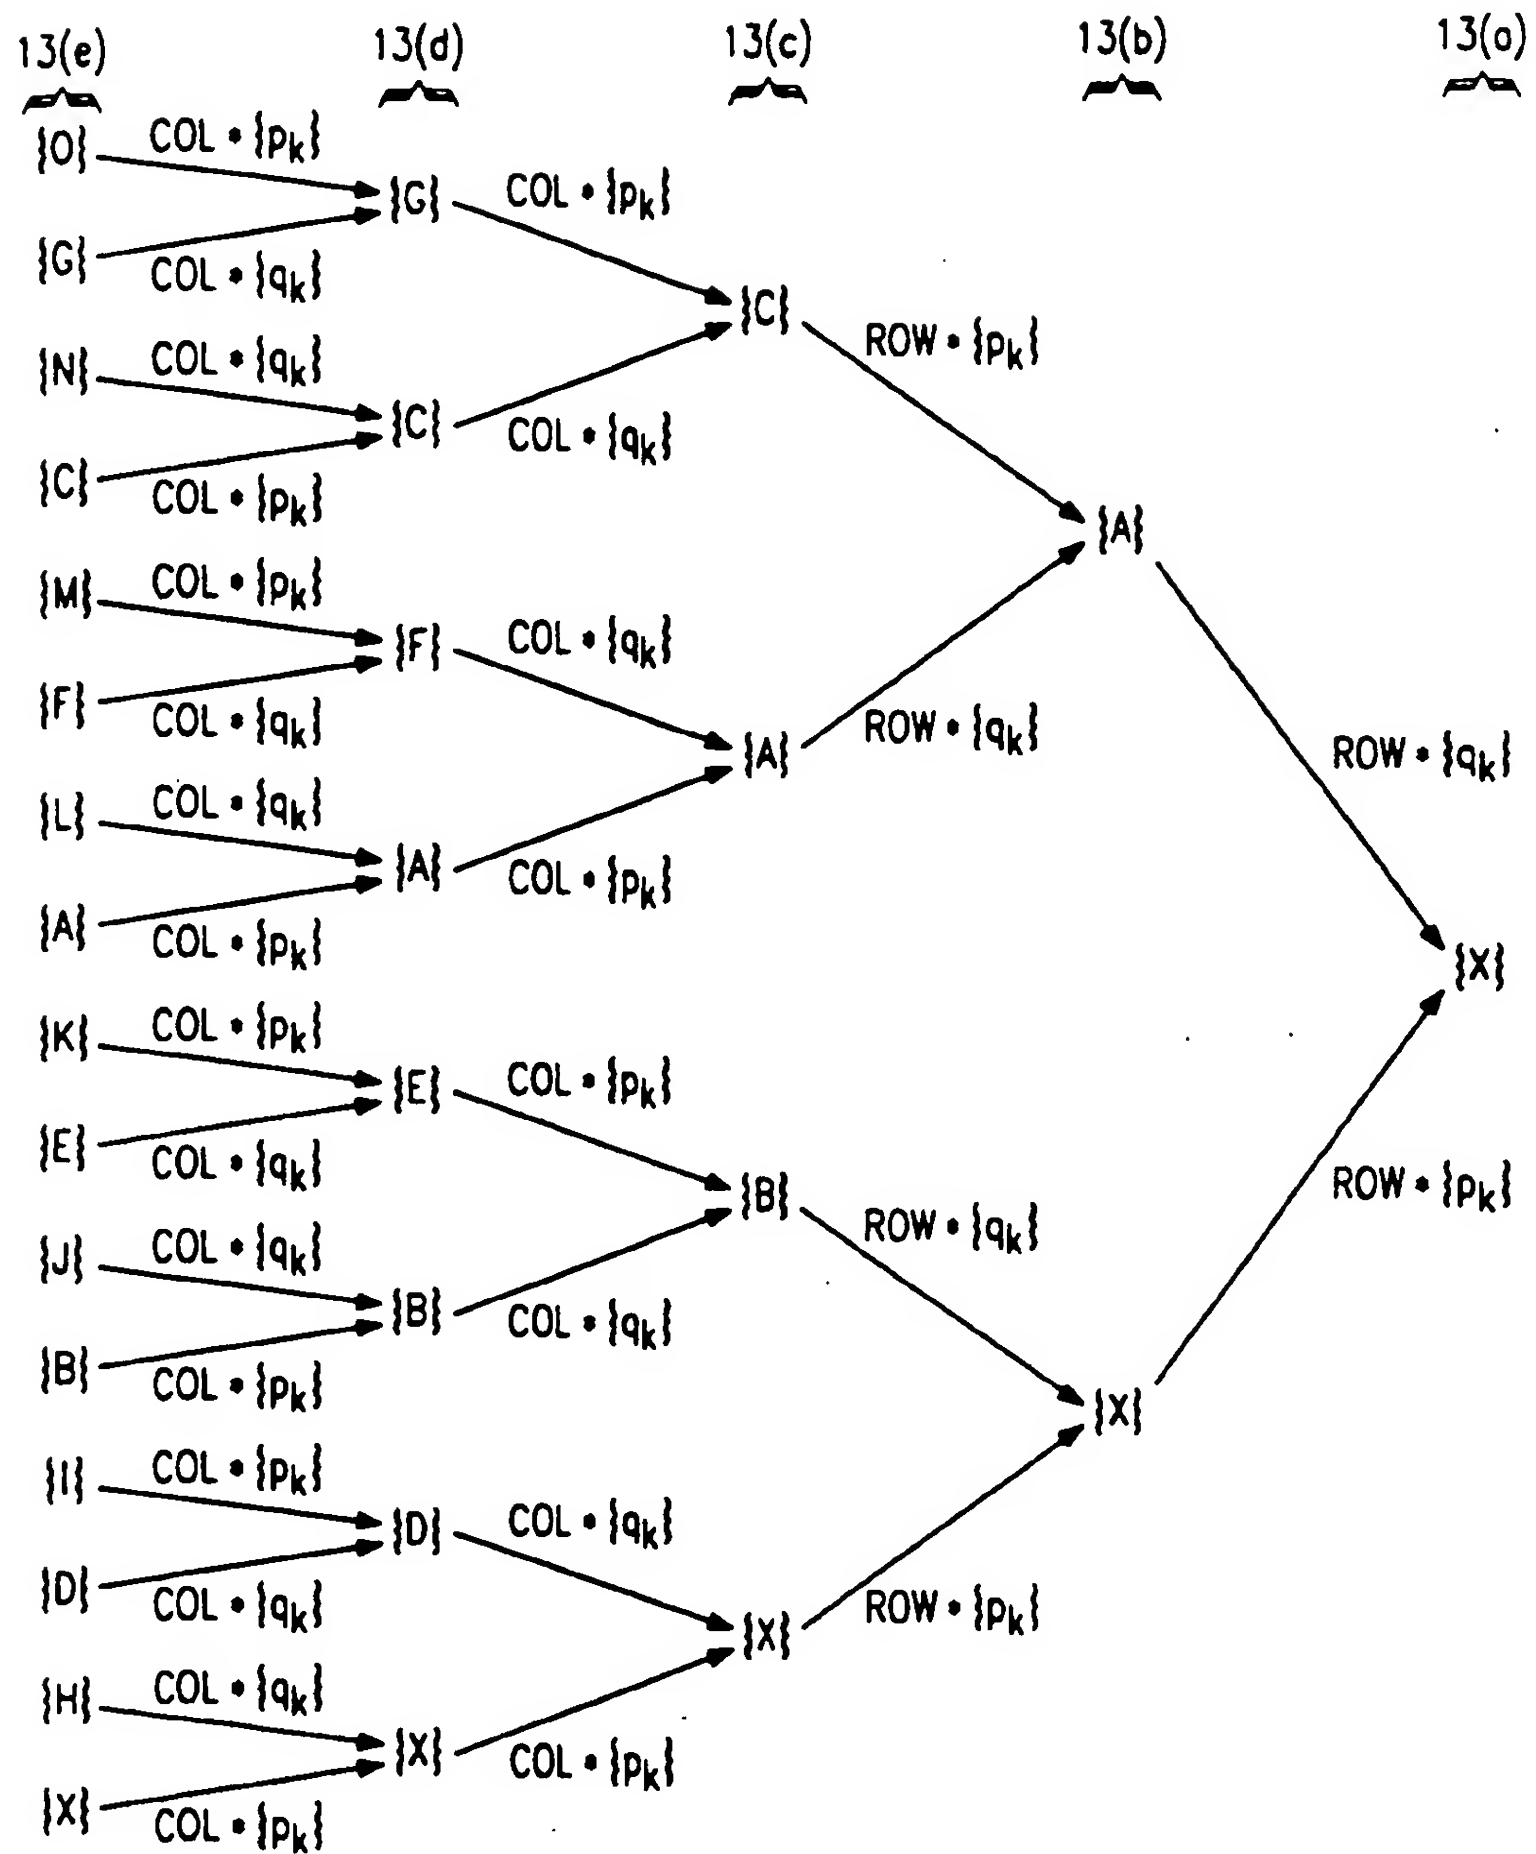 13(e) 13(d) 13(c) 13(b) 13(a)
{O} COL * {pk}
{G} COL * {pk}
{G} COL * {qk}
{C} ROW * {pk}
{N} COL * {qk}
{C} COL * {qk}
{C} COL * {pk}
{A}
{M} COL * {pk}
{F} COL * {qk}
{F} COL * {qk}
{A} ROW * {qk}
ROW * {qk}
{L} COL * {qk}
{A} COL * {pk}
{A} COL * {pk}
{X}
{K} COL * {pk}
{E} COL * {pk}
{E} COL * {qk}
{B} ROW * {qk}
ROW * {pk}
{J} COL * {qk}
{B} COL * {qk}
{B} COL * {pk}
{X}
{I} COL * {pk}
{D} COL * {qk}
{D} COL * {qk}
{X} ROW * {pk}
{H} COL * {qk}
{X} COL * {pk}
{X} COL * {pk}